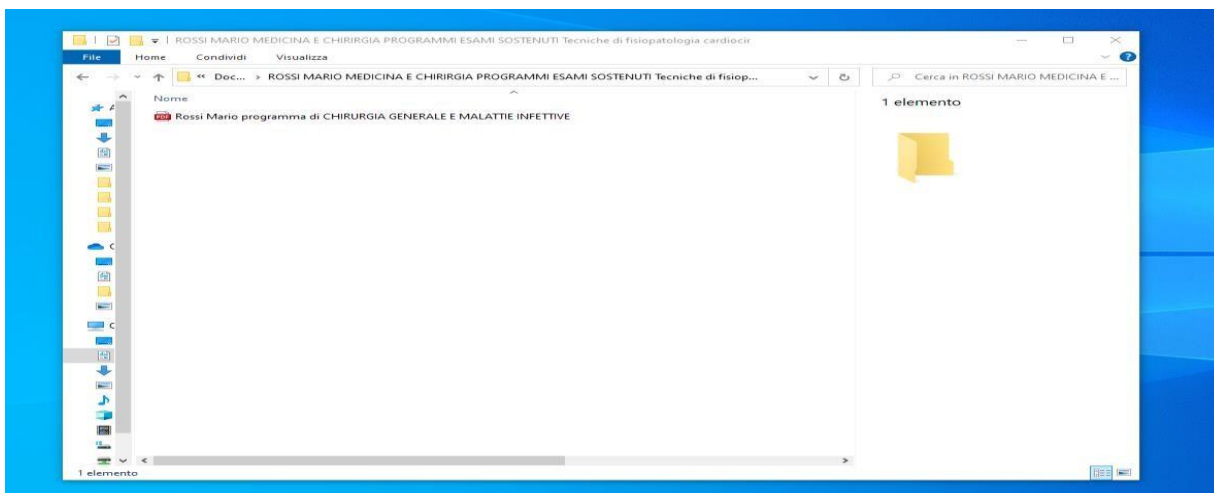 ROSSI MARIO MEDICINA E CHIRIRGIA PROGRAMMI ESAMI SOSTENUTI Tecniche di fisiopatologia cardiocir
File Home Condividi Visualizza
Doc... ROSSI MARIO MEDICINA E CHIRIRGIA PROGRAMMI ESAMI SOSTENUTI Tecniche di fisiop...
Cerca in ROSSI MARIO MEDICINA E ...
Nome
1 elemento
PDF Rossi Mario programma di CHIRURGIA GENERALE E MALATTIE INFETTIVE
1 elemento